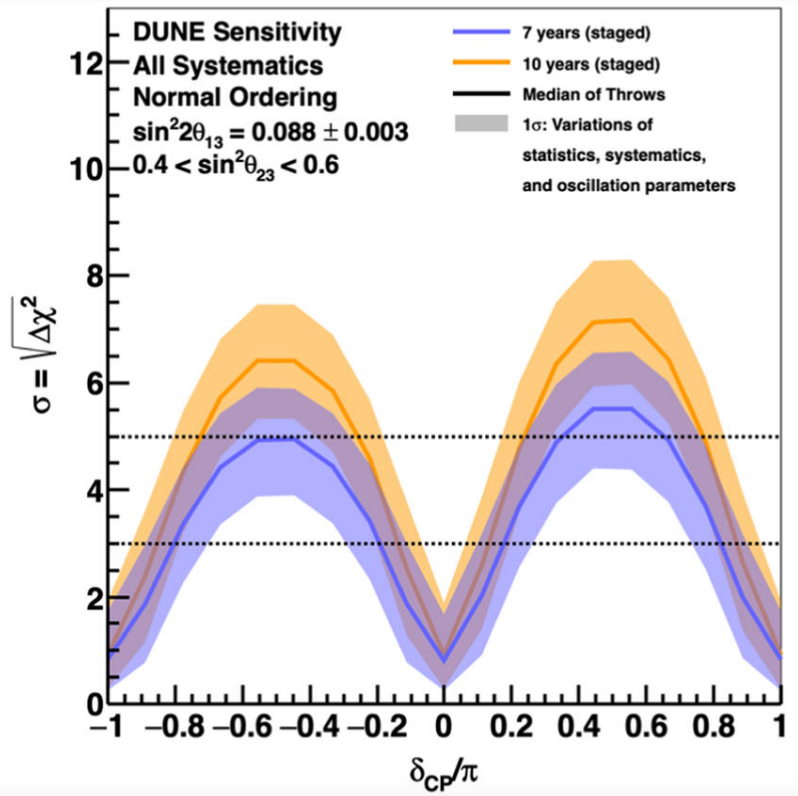 DUNE Sensitivity
All Systematics
Normal Ordering
sin²2θ₁₃ = 0.088 ± 0.003
0.4 < sin²θ₂₃ < 0.6
7 years (staged)
10 years (staged)
Median of Throws
1σ: Variations of
statistics, systematics,
and oscillation parameters
σ = √Δχ²
12
10
8
6
4
2
0
−1 −0.8 −0.6 −0.4 −0.2 0 0.2 0.4 0.6 0.8 1
δCP/π